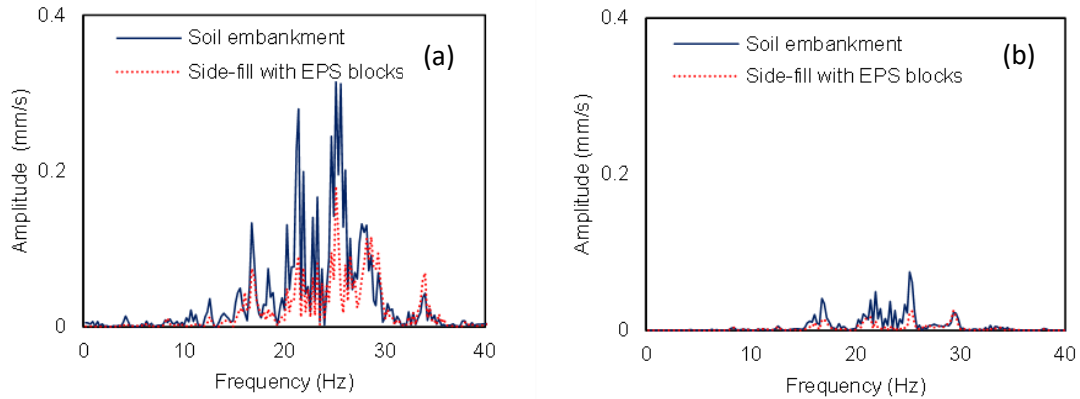 0.4
Soil embankment
(a)
Side-fill with EPS blocks
Amplitude (mm/s)
0.2
0
0 10 20 30 40
Frequency (Hz)
0.4
Soil embankment
(b)
Side-fill with EPS blocks
Amplitude (mm/s)
0.2
0
0 10 20 30 40
Frequency (Hz)